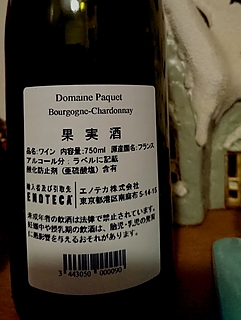 Domaine Paquet
Bourgogne-Chardonnay
果実酒
品名:ワイン 内容量:750ml 原産国名:フランス
アルコール分:ラベルに記載
酸化防止剤(亜硫酸塩)含有
輸入者及び引取先 エノテカ株式会社
ENOTECA 東京都港区南麻布5-14-15
未成年者の飲酒は法律で禁止されています。
妊娠中や授乳期の飲酒は、胎児・乳児の発育
に悪影響を与えるおそれがあります。
3 443050 000090